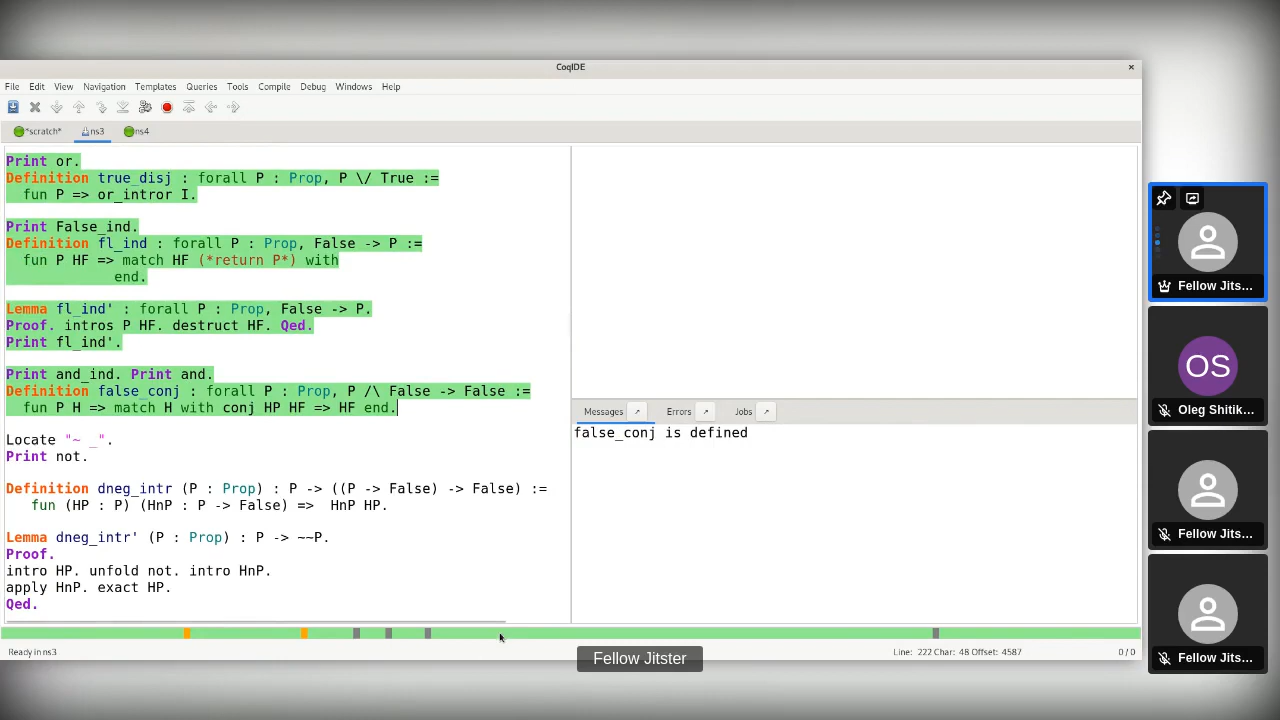 CoqIDE
×
File Edit View Navigation Templates Queries Tools Compile Debug Windows Help
*scratch* ns3 ns4
Print or.
Definition true_disj : forall P : Prop, P \/ True :=
  fun P => or_intror I.
Print False_ind.
Definition fl_ind : forall P : Prop, False -> P :=
  fun P HF => match HF (*return P*) with
             end.
Lemma fl_ind' : forall P : Prop, False -> P.
Proof. intros P HF. destruct HF. Qed.
Print fl_ind'.
Print and_ind. Print and.
Definition false_conj : forall P : Prop, P /\ False -> False :=
  fun P H => match H with conj HP HF => HF end.
Locate "~ _".
Print not.
Definition dneg_intr (P : Prop) : P -> ((P -> False) -> False) :=
   fun (HP : P) (HnP : P -> False) =>  HnP HP.
Lemma dneg_intr' (P : Prop) : P -> ~~P.
Proof.
intro HP. unfold not. intro HnP.
apply HnP. exact HP.
Qed.
Messages Errors Jobs
false_conj is defined
Ready in ns3
Line: 222 Char: 48 Offset: 4587
0 / 0
Fellow Jitster
Fellow Jits...
OS
Oleg Shitik...
Fellow Jits...
Fellow Jits...